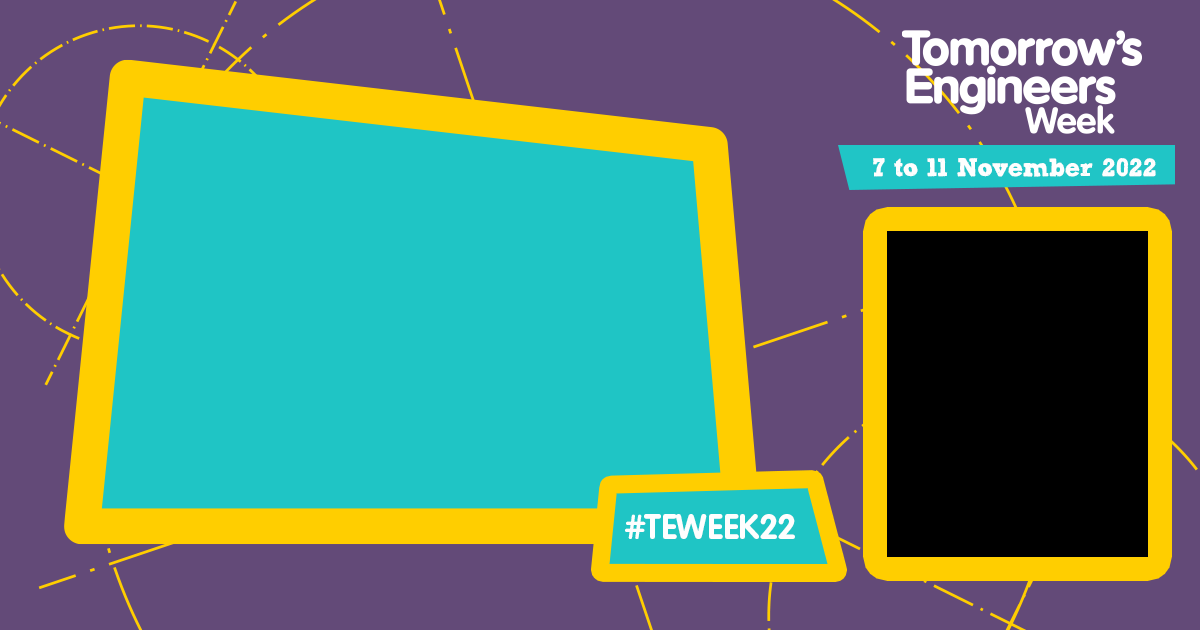 Tomorrow's
Engineers
Week
7 to 11 November 2022
#TEWEEK22